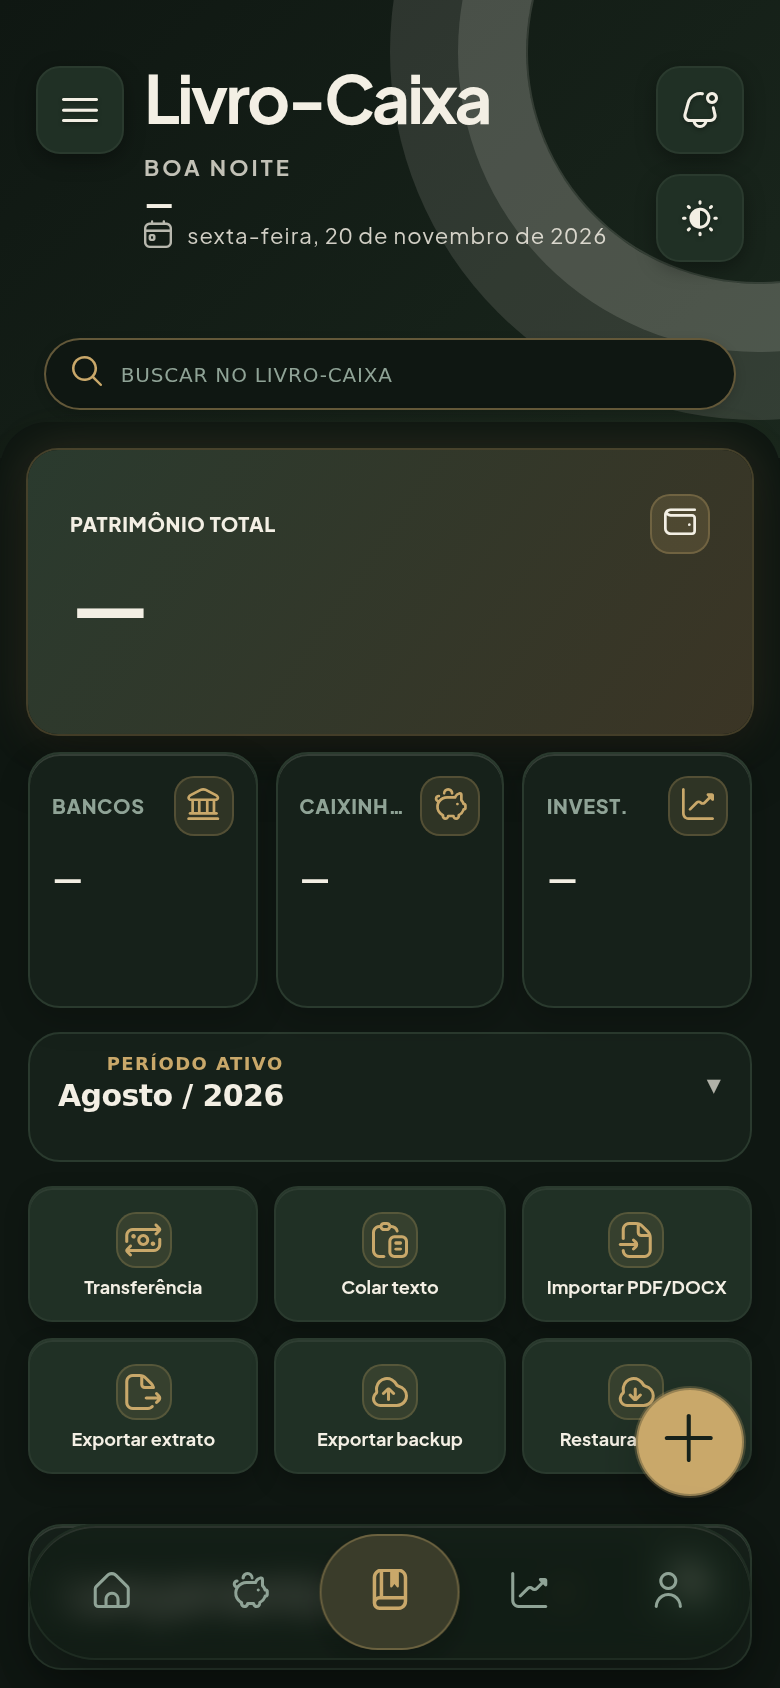 Livro-Caixa
BOA NOITE
—
sexta-feira, 20 de novembro de 2026
BUSCAR NO LIVRO-CAIXA
PATRIMÔNIO TOTAL
—
BANCOS
CAIXINH...
INVEST.
—
—
—
PERÍODO ATIVO
Agosto / 2026
Transferência
Colar texto
Importar PDF/DOCX
Exportar extrato
Exportar backup